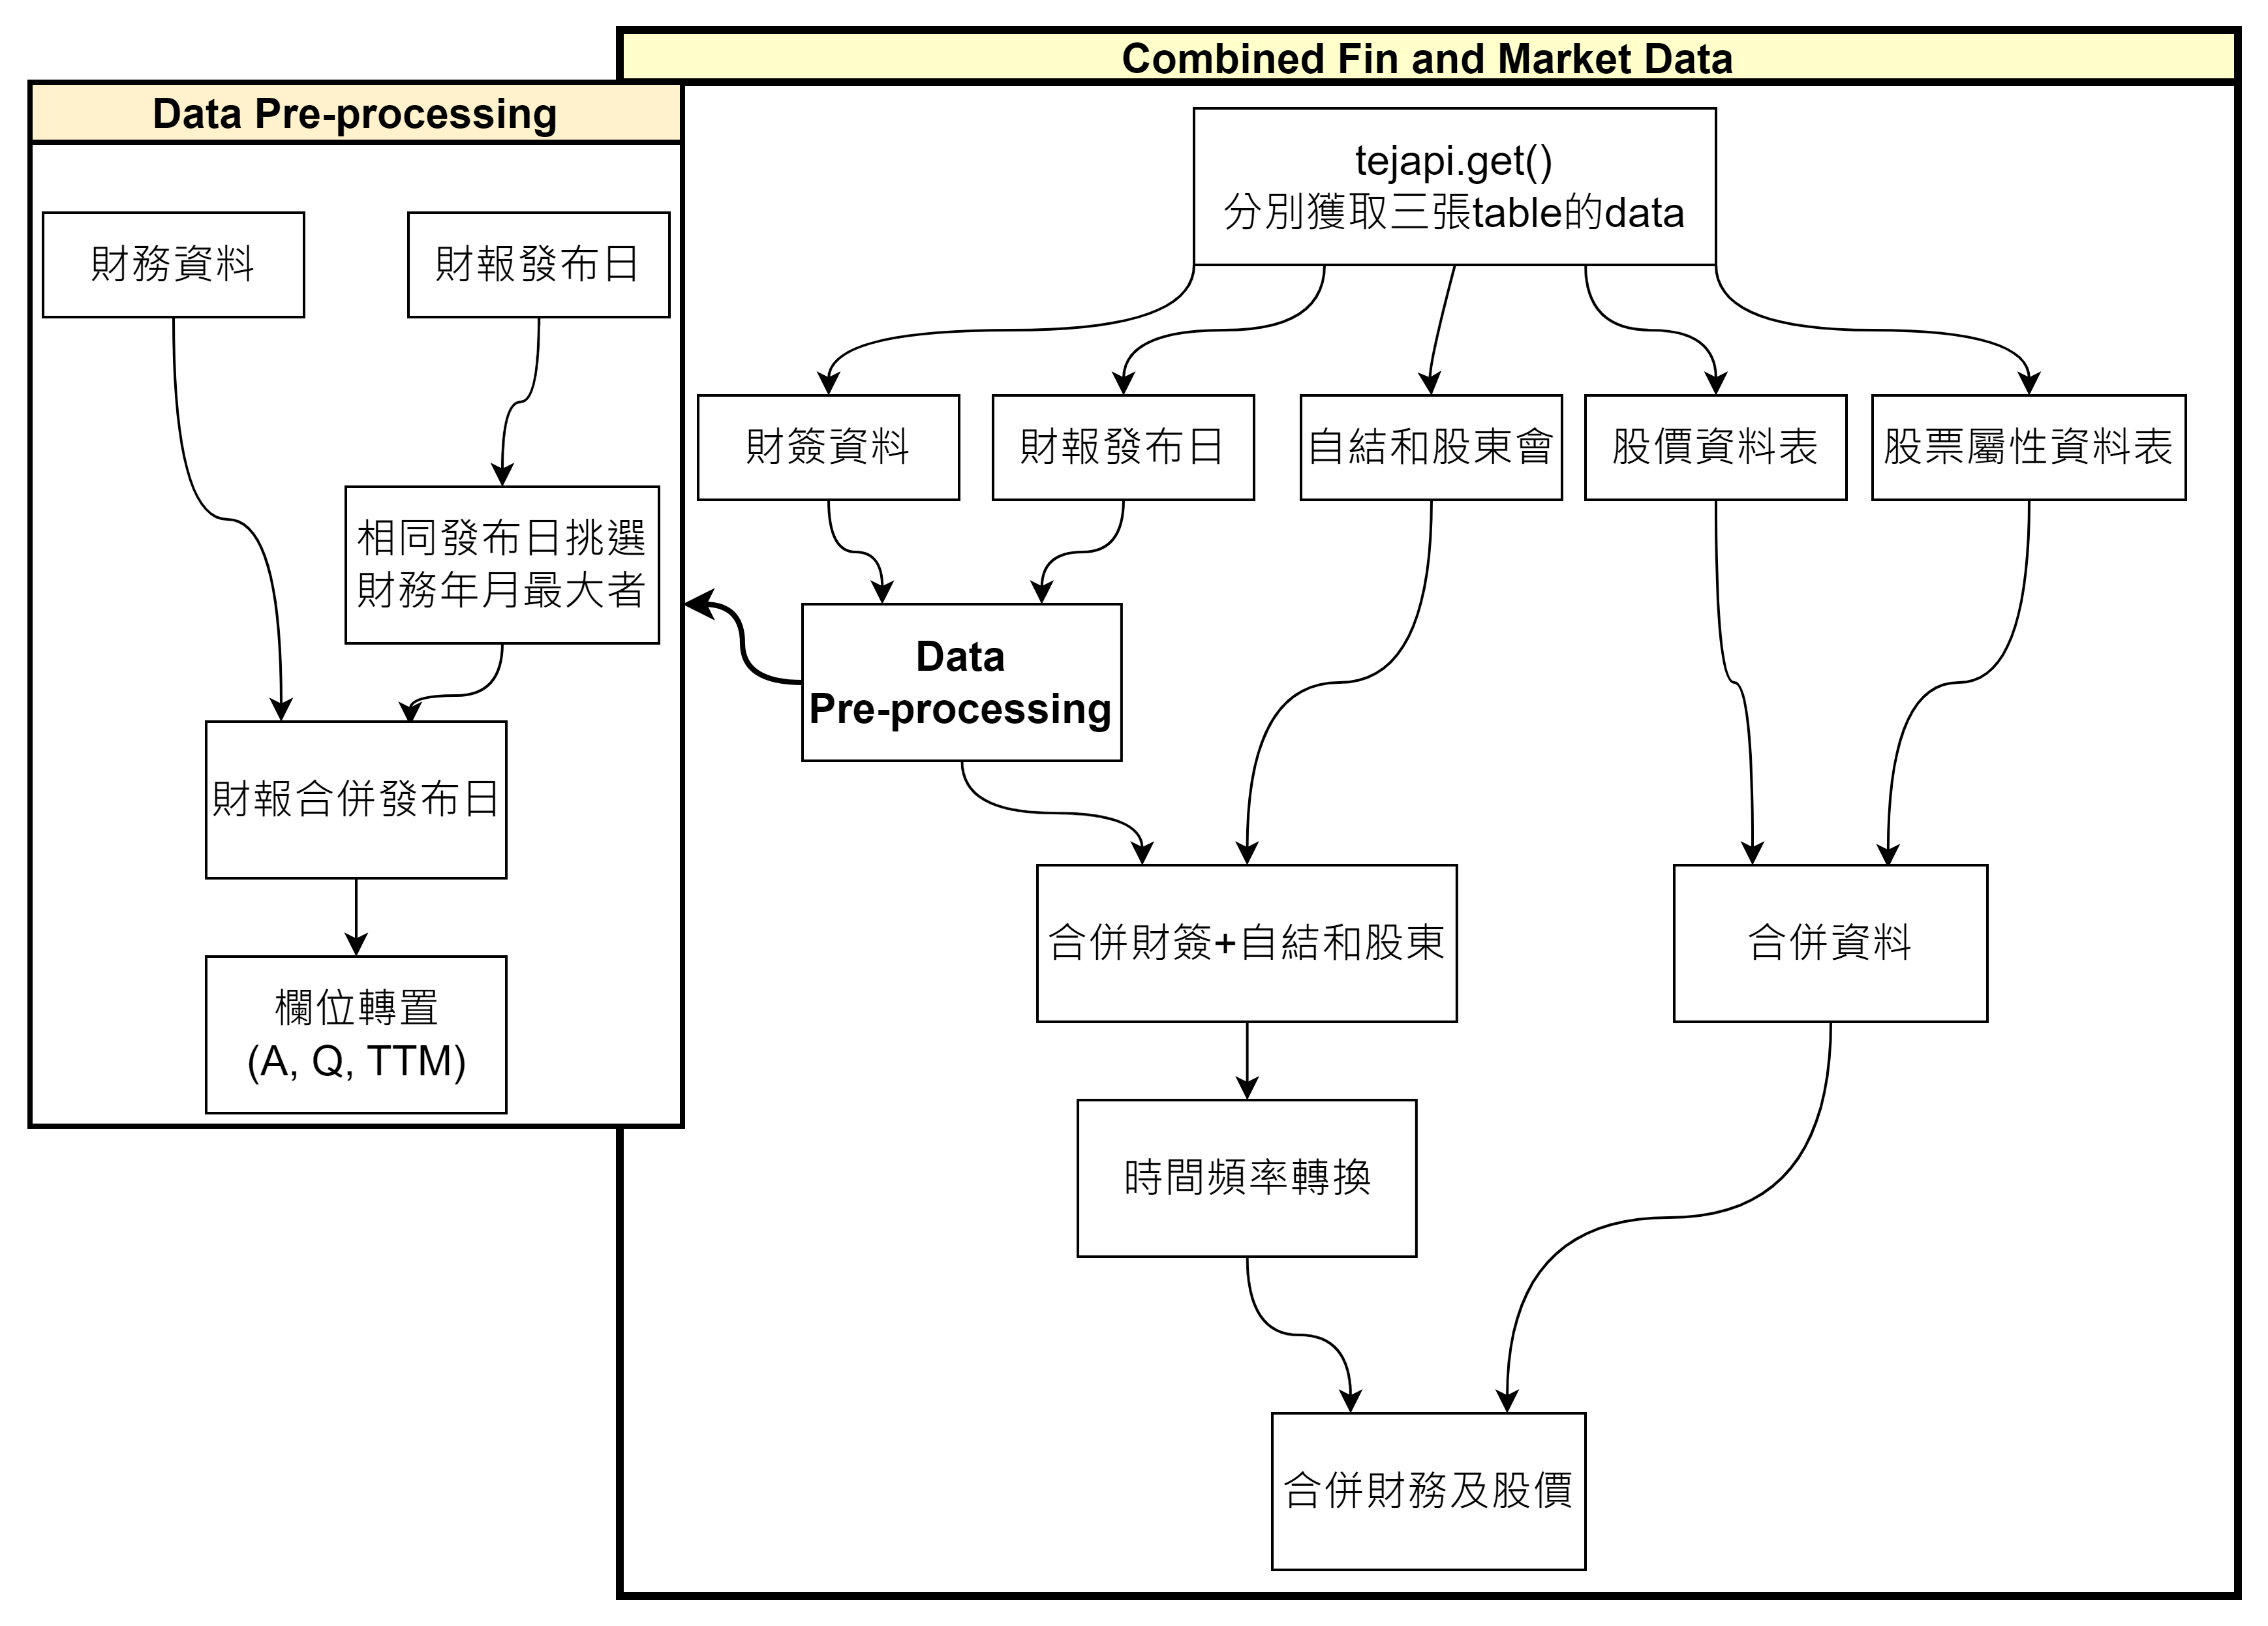 Combined Fin and Market Data
Data Pre-processing
財務資料
財報發布日
相同發布日挑選
財務年月最大者
財報合併發布日
欄位轉置
(A, Q, TTM)
tejapi.get()
分別獲取三張table的data
財簽資料
財報發布日
自結和股東會
股價資料表
股票屬性資料表
Data
Pre-processing
合併財簽+自結和股東
合併資料
時間頻率轉換
合併財務及股價